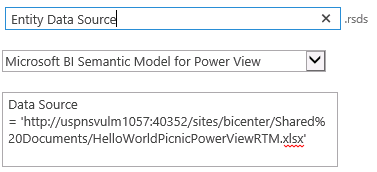 Entity Data Source
.rsds
Microsoft BI Semantic Model for Power View
Data Source
= 'http://uspnsvulm1057:40352/sites/bicenter/Shared%
20Documents/HelloWorldPicnicPowerViewRTM.xlsx'